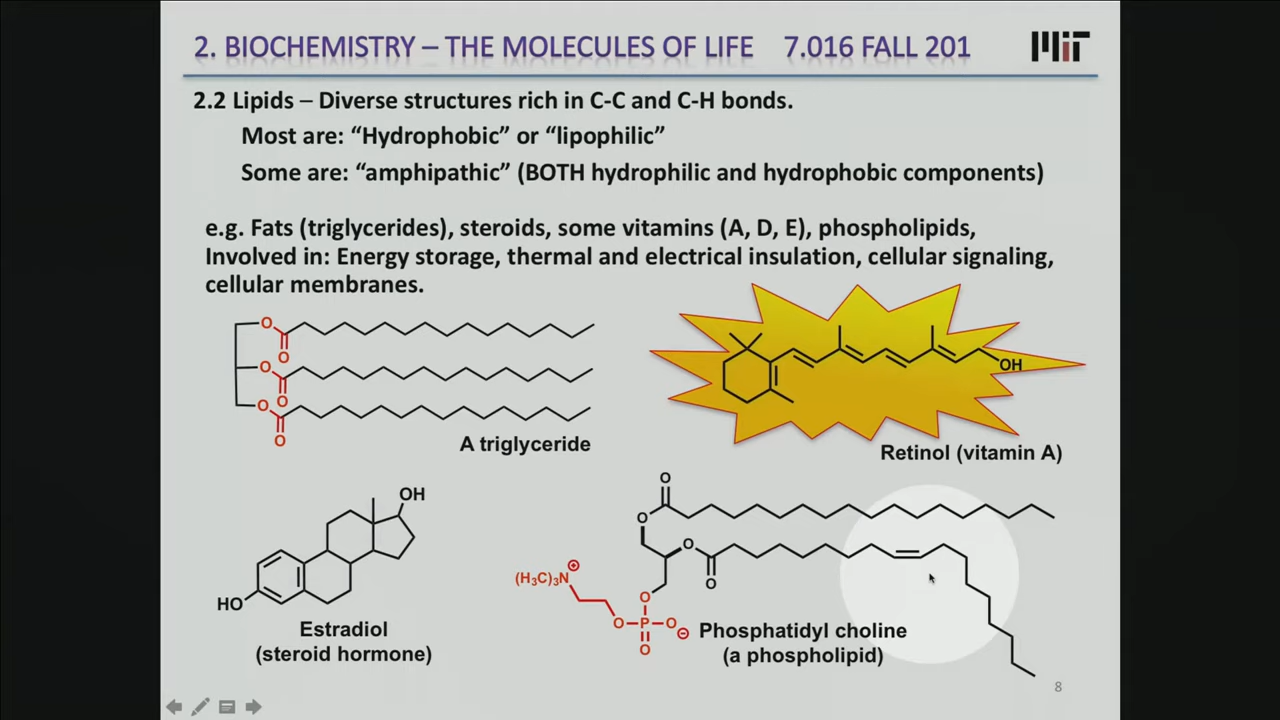 2. BIOCHEMISTRY – THE MOLECULES OF LIFE 7.016 FALL 201
MIT
2.2 Lipids – Diverse structures rich in C-C and C-H bonds.
Most are: “Hydrophobic” or “lipophilic”
Some are: “amphipathic” (BOTH hydrophilic and hydrophobic components)
e.g. Fats (triglycerides), steroids, some vitamins (A, D, E), phospholipids,
Involved in: Energy storage, thermal and electrical insulation, cellular signaling,
cellular membranes.
O
O
O
O
O
O
A triglyceride
OH
Retinol (vitamin A)
OH
HO
Estradiol
(steroid hormone)
O
O
O
O
(H₃C)₃N
⊕
O
O
P
O
⊖
O
Phosphatidyl choline
(a phospholipid)
8